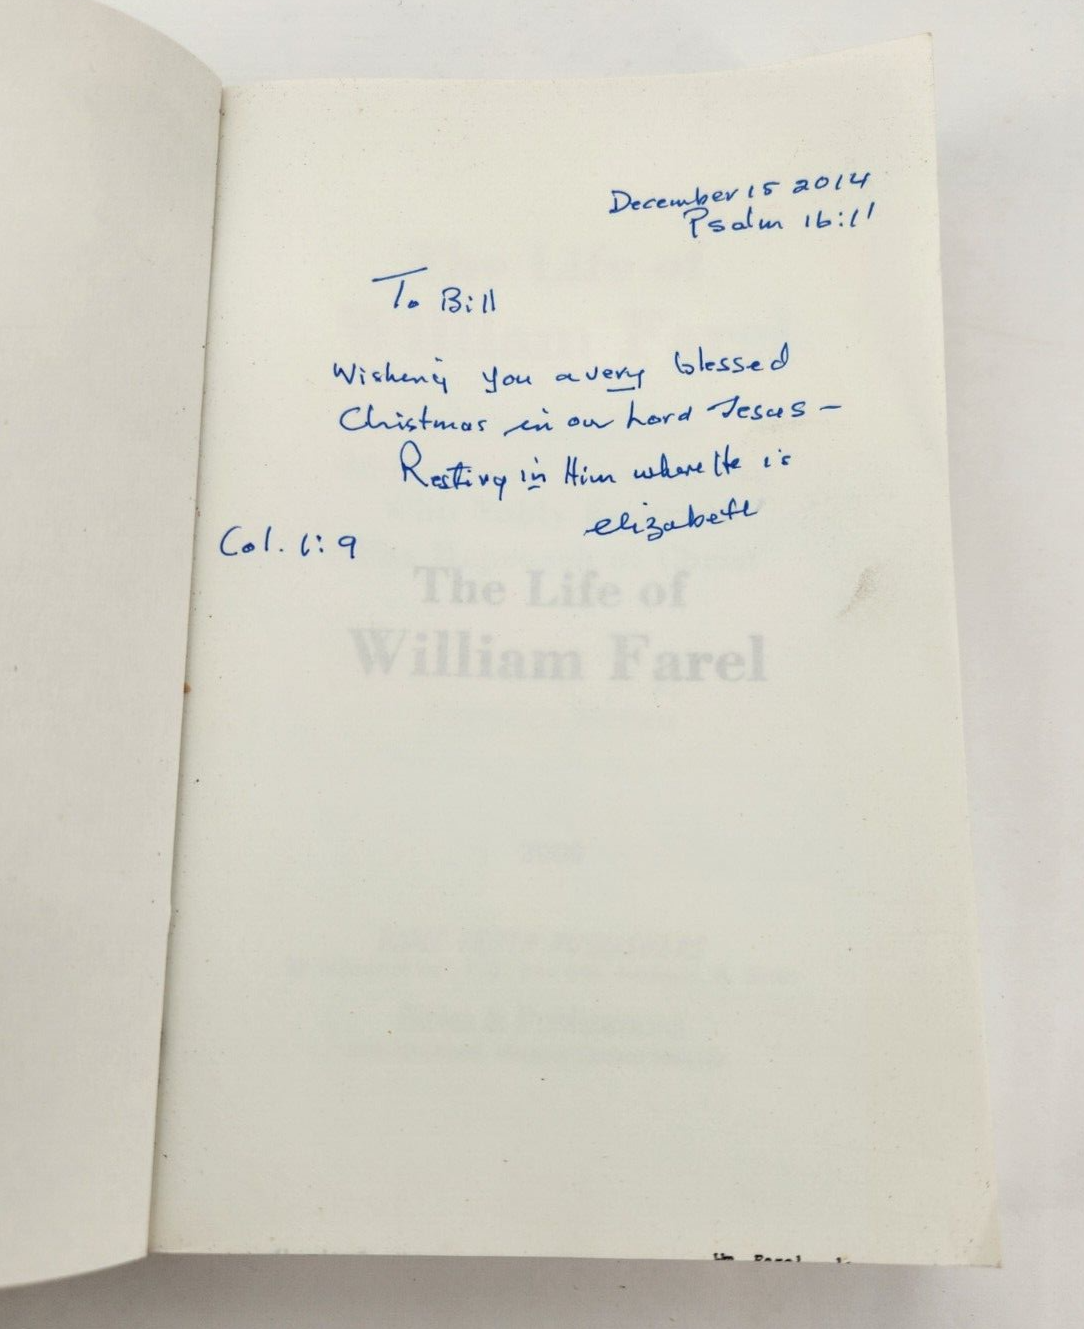 December 15 2014
Psalm 16:11
To Bill
Wishing you a very blessed
Christmas in our Lord Jesus –
Resting in Him where He is
elizabeth
Col. 1:9
The Life of
William Farel